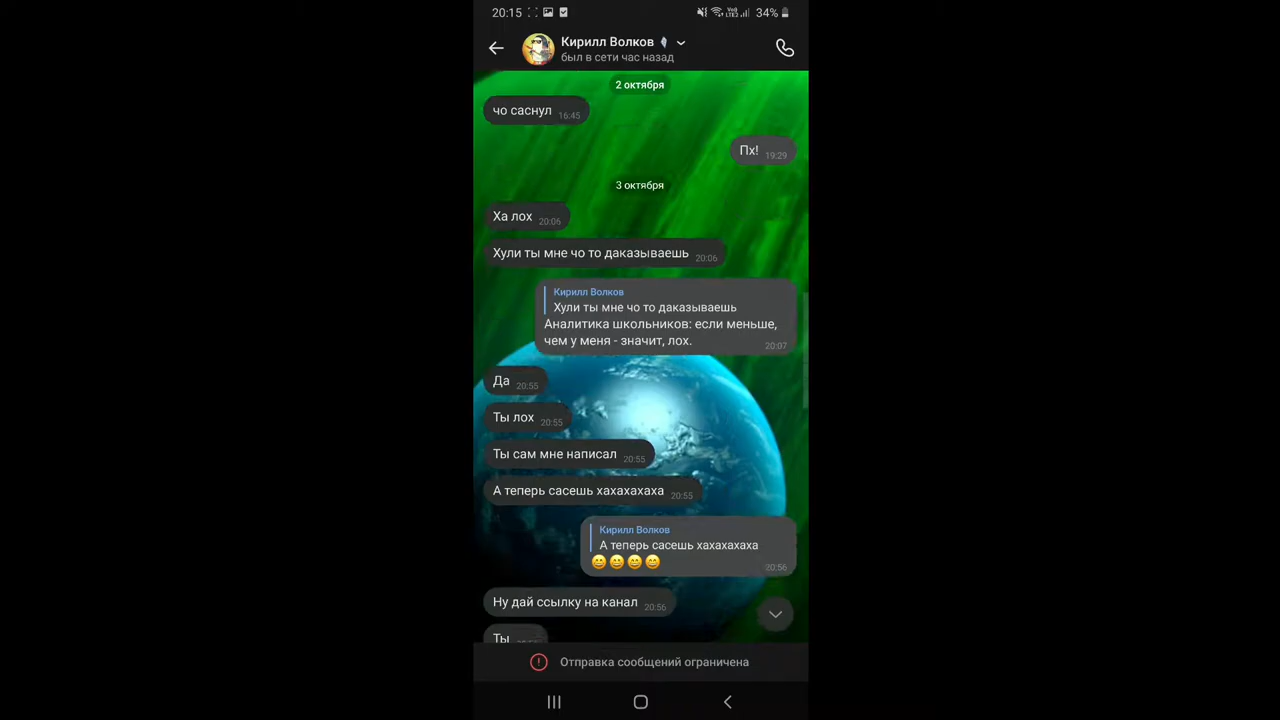 20:15
34%
Кирилл Волков
был в сети час назад
2 октября
чо саснул 16:45
Пх! 19:29
3 октября
Ха лох 20:06
Хули ты мне чо то даказываешь 20:06
Кирилл Волков
Хули ты мне чо то даказываешь
Аналитика школьников: если меньше,
чем у меня - значит, лох. 20:07
Да 20:55
Ты лох 20:55
Ты сам мне написал 20:55
А теперь сасешь хахахахаха 20:55
Кирилл Волков
А теперь сасешь хахахахаха
😄😄😄😄 20:56
Ну дай ссылку на канал 20:56
Ты
Отправка сообщений ограничена